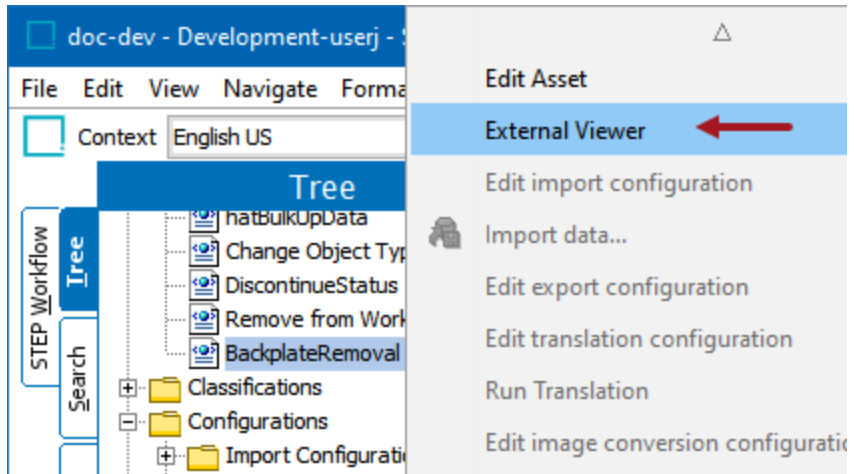 doc-dev - Development-userj -
File Edit View Navigate Forma
Context English US
Tree
STEP Workflow
Tree
Search
hatBulkUpData
Change Object Typ
DiscontinueStatus
Remove from Work
BackplateRemoval
Classifications
Configurations
Import Configurati
Edit Asset
External Viewer
Edit import configuration
Import data...
Edit export configuration
Edit translation configuration
Run Translation
Edit image conversion configuratio